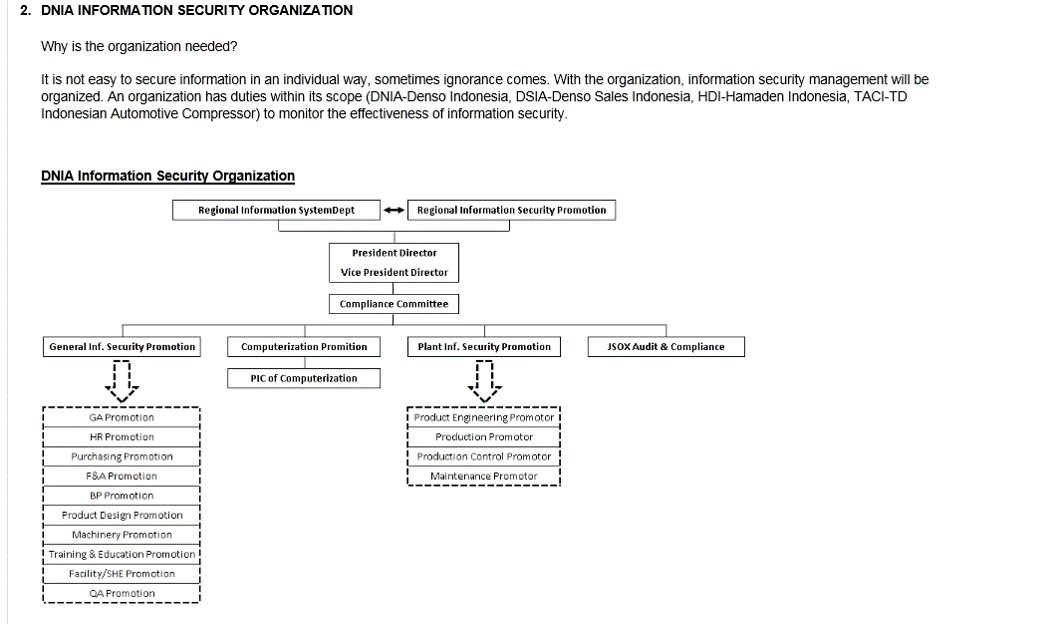 2. DNIA INFORMATION SECURITY ORGANIZATION
Why is the organization needed?
It is not easy to secure information in an individual way, sometimes ignorance comes. With the organization, information security management will be
organized. An organization has duties within its scope (DNIA-Denso Indonesia, DSIA-Denso Sales Indonesia, HDI-Hamaden Indonesia, TACI-TD
Indonesian Automotive Compressor) to monitor the effectiveness of information security.
DNIA Information Security Organization
Regional Information SystemDept
Regional Information Security Promotion
President Director
Vice President Director
Compliance Committee
General Inf. Security Promotion
Computerization Promition
Plant Inf. Security Promotion
JSOX Audit & Compliance
PIC of Computerization
GA Promotion
HR Promotion
Purchasing Promotion
F&A Promotion
BP Promotion
Product Design Promotion
Machinery Promotion
Training & Education Promotion
Facility/SHE Promotion
QA Promotion
Product Engineering Promotor
Production Promotor
Production Control Promotor
Maintenance Promotor